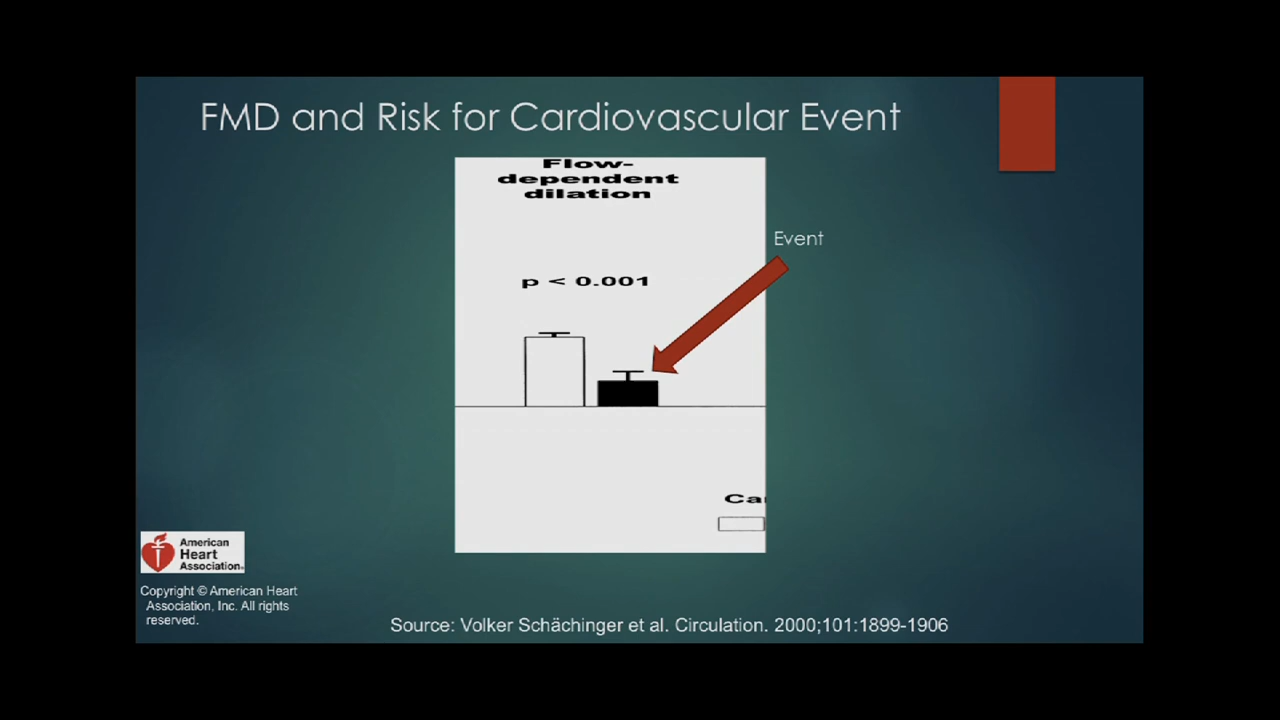 FMD and Risk for Cardiovascular Event
Flow-
dependent
dilation
Event
p < 0.001
American
Heart
Association.
Copyright © American Heart
Association, Inc. All rights
reserved.
Source: Volker Schächinger et al. Circulation. 2000;101:1899-1906